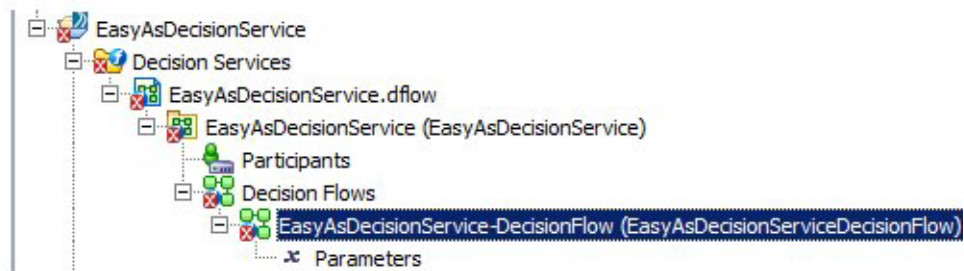 EasyAsDecisionService
Decision Services
EasyAsDecisionService.dflow
EasyAsDecisionService (EasyAsDecisionService)
Participants
Decision Flows
EasyAsDecisionService-DecisionFlow (EasyAsDecisionServiceDecisionFlow)
x Parameters